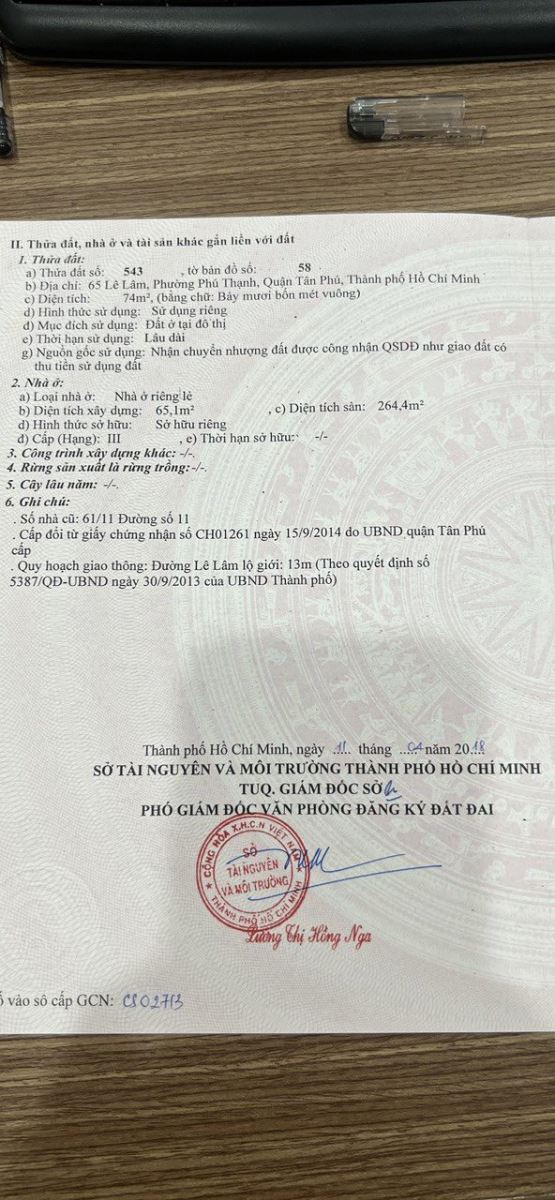 II. Thửa đất, nhà ở và tài sản khác gắn liền với đất
1. Thửa đất:
a) Thửa đất số: 543 , tờ bản đồ số: 58
b) Địa chỉ: 65 Lê Lâm, Phường Phú Thạnh, Quận Tân Phú, Thành phố Hồ Chí Minh
c) Diện tích: 74m², (bằng chữ: Bảy mươi bốn mét vuông)
d) Hình thức sử dụng: Sử dụng riêng
đ) Mục đích sử dụng: Đất ở tại đô thị
e) Thời hạn sử dụng: Lâu dài
g) Nguồn gốc sử dụng: Nhận chuyển nhượng đất được công nhận QSDĐ như giao đất có
thu tiền sử dụng đất
2. Nhà ở:
a) Loại nhà ở: Nhà ở riêng lẻ
b) Diện tích xây dựng: 65,1m² , c) Diện tích sàn: 264,4m²
d) Hình thức sở hữu: Sở hữu riêng
đ) Cấp (Hạng): III , e) Thời hạn sở hữu: -/-
3. Công trình xây dựng khác: -/-.
4. Rừng sản xuất là rừng trồng:-/-.
5. Cây lâu năm: -/-.
6. Ghi chú:
. Số nhà cũ: 61/11 Đường số 11
. Cấp đổi từ giấy chứng nhận số CH01261 ngày 15/9/2014 do UBND quận Tân Phú
cấp
. Quy hoạch giao thông: Đường Lê Lâm lộ giới: 13m (Theo quyết định số
5387/QĐ-UBND ngày 30/9/2013 của UBND Thành phố)
Thành phố Hồ Chí Minh, ngày 11 tháng 04 năm 2018
SỞ TÀI NGUYÊN VÀ MÔI TRƯỜNG THÀNH PHỐ HỒ CHÍ MINH
TUQ. GIÁM ĐỐC SỞ
PHÓ GIÁM ĐỐC VĂN PHÒNG ĐĂNG KÝ ĐẤT ĐAI
CỘNG HÒA X.H.C.N VIỆT NAM
SỞ
TÀI NGUYÊN
VÀ MÔI TRƯỜNG
THÀNH PHỐ HỒ CHÍ MINH
Lương Thị Hồng Nga
ố vào sổ cấp GCN: CS02713